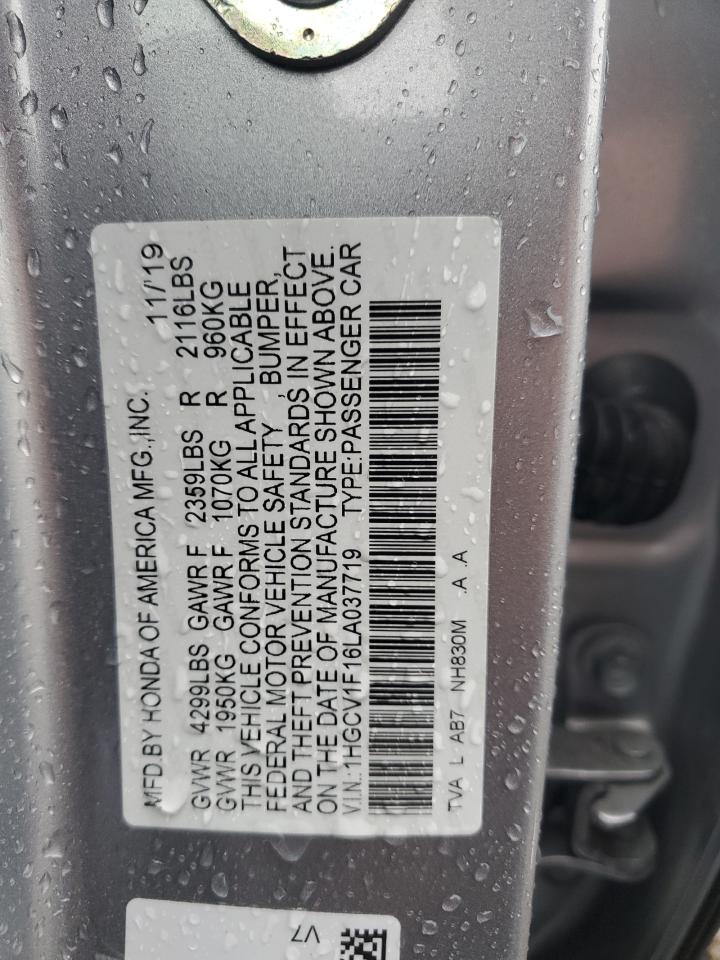 MFD.BY HONDA OF AMERICA MFG.,INC. 11/'19
GVWR 4299LBS GAWR F 2359LBS R 2116LBS
GVWR 1950KG GAWR F 1070KG R 960KG
THIS VEHICLE CONFORMS TO ALL APPLICABLE
FEDERAL MOTOR VEHICLE SAFETY , BUMPER,
AND THEFT PREVENTION STANDARDS IN EFFECT
ON THE DATE OF MANUFACTURE SHOWN ABOVE.
V.I.N.:1HGCV1F16LA037719 TYPE:PASSENGER CAR
TVA L AB7 NH830M .A .A
V7